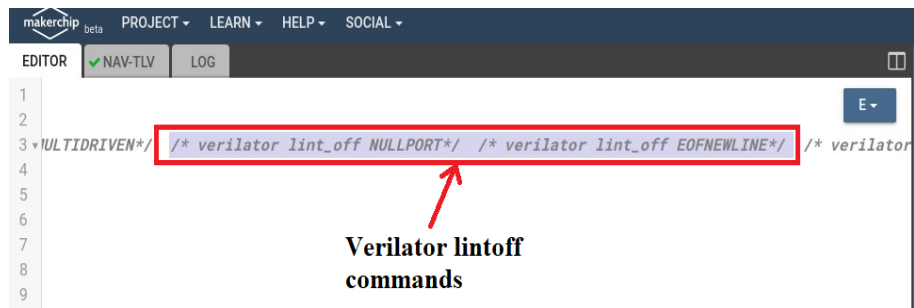 makerchip beta PROJECT LEARN HELP SOCIAL
EDITOR NAV-TLV LOG
E
1
2
3 ULTIDRIVEN*/ /* verilator lint_off NULLPORT*/ /* verilator lint_off EOFNEWLINE*/ /* verilator
4
5
6
7
8
9
Verilator lintoff
commands